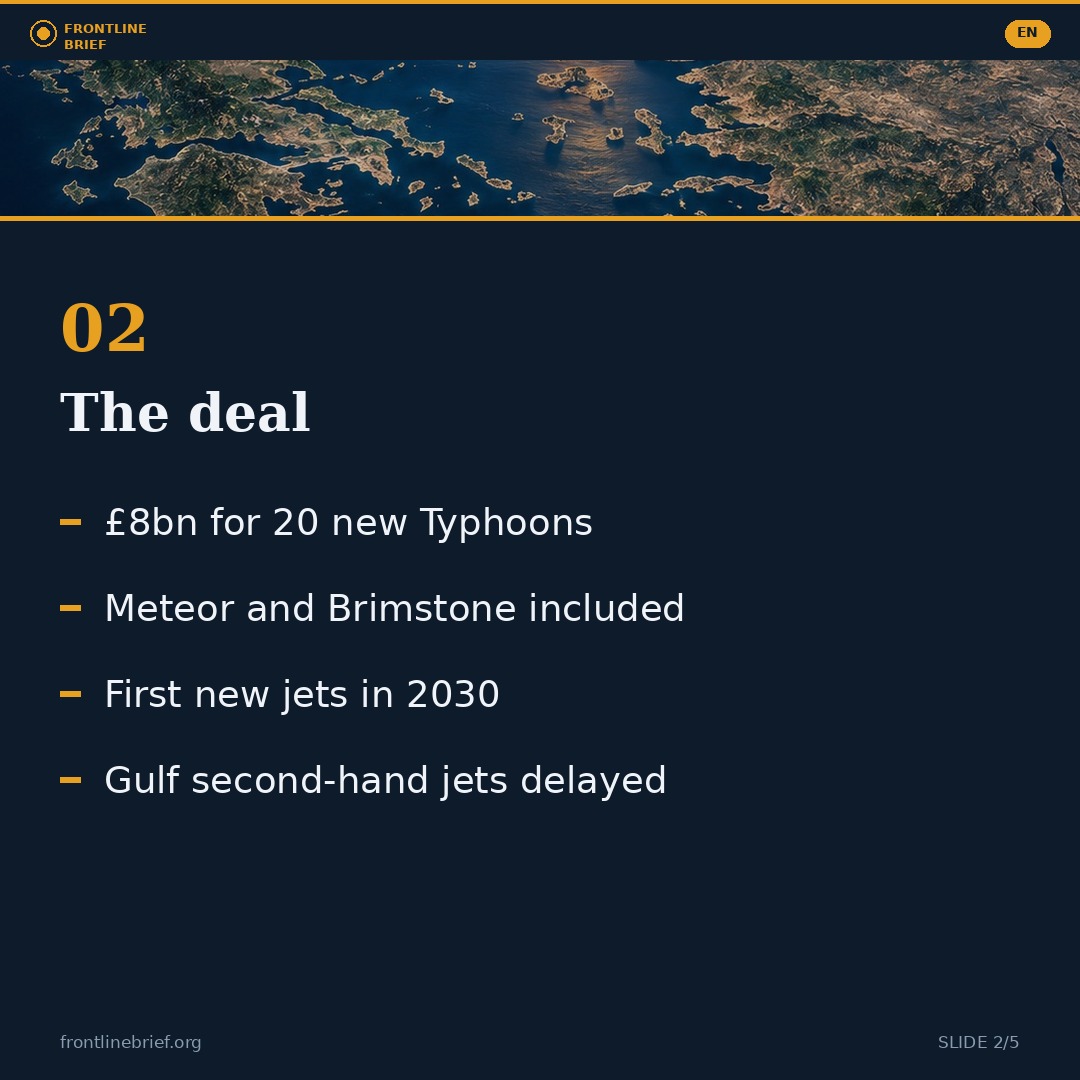 FRONTLINE
BRIEF
EN
02
The deal
– £8bn for 20 new Typhoons
– Meteor and Brimstone included
– First new jets in 2030
– Gulf second-hand jets delayed
frontlinebrief.org
SLIDE 2/5